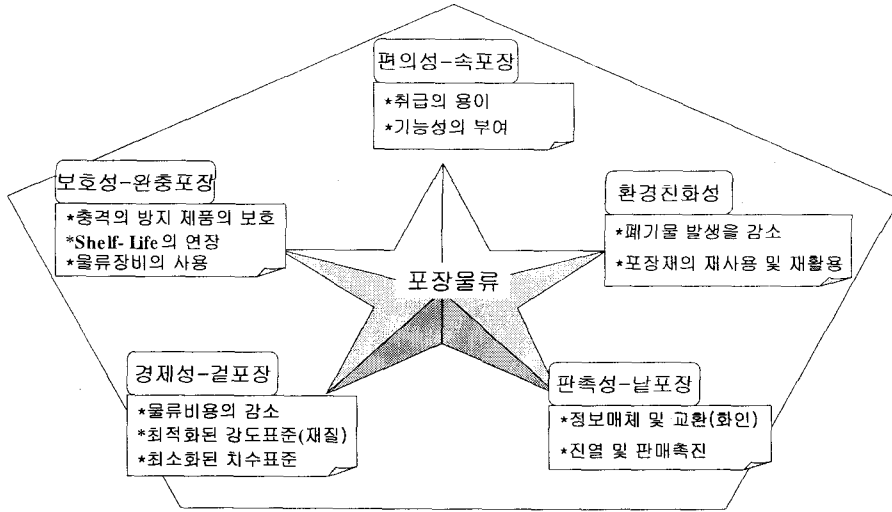 편의성-속포장
*취급의 용이
*기능성의 부여
보호성-완충포장
*충격의 방지 제품의 보호
*Shelf-Life의 연장
*물류장비의 사용
환경친화성
*폐기물 발생을 감소
*포장재의 재사용 및 재활용
포장물류
경제성-겉포장
*물류비용의 감소
*최적화된 강도표준(재질)
*최소화된 치수표준
판촉성-낱포장
*정보매체 및 교환(화인)
*진열 및 판매촉진